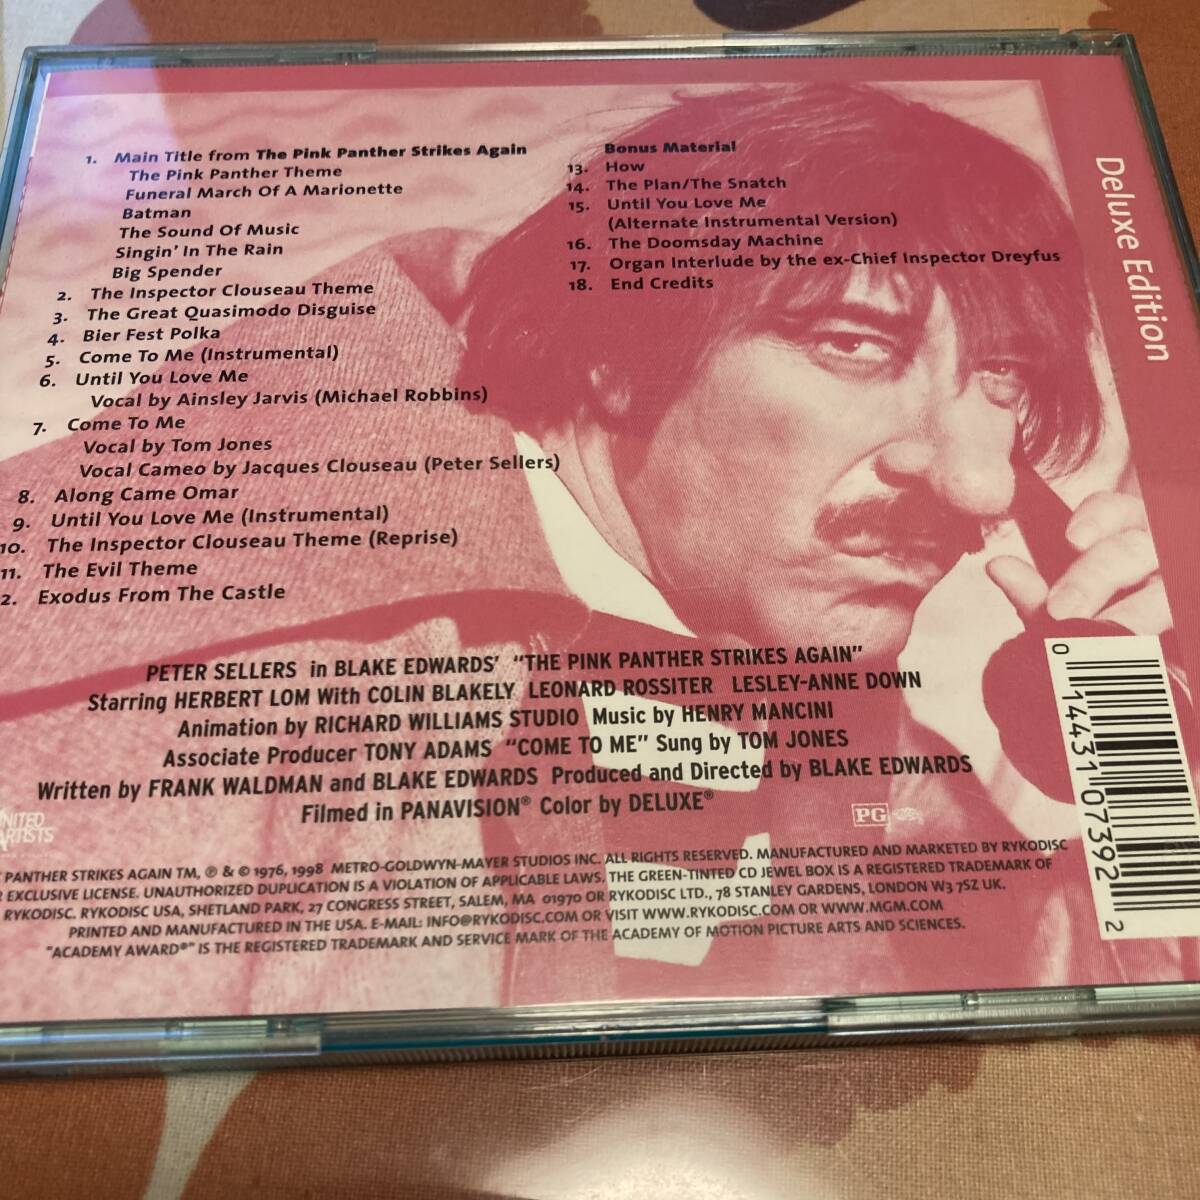 1. Main Title from The Pink Panther Strikes Again
The Pink Panther Theme
Funeral March Of A Marionette
Batman
The Sound Of Music
Singin' In The Rain
Big Spender
2. The Inspector Clouseau Theme
3. The Great Quasimodo Disguise
4. Bier Fest Polka
5. Come To Me (Instrumental)
6. Until You Love Me
Vocal by Ainsley Jarvis (Michael Robbins)
7. Come To Me
Vocal by Tom Jones
Vocal Cameo by Jacques Clouseau (Peter Sellers)
8. Along Came Omar
9. Until You Love Me (Instrumental)
10. The Inspector Clouseau Theme (Reprise)
11. The Evil Theme
2. Exodus From The Castle
Bonus Material
13. How
14. The Plan/The Snatch
15. Until You Love Me
(Alternate Instrumental Version)
16. The Doomsday Machine
17. Organ Interlude by the ex-Chief Inspector Dreyfus
18. End Credits
Deluxe Edition
PETER SELLERS in BLAKE EDWARDS' "THE PINK PANTHER STRIKES AGAIN"
Starring HERBERT LOM With COLIN BLAKELY LEONARD ROSSITER LESLEY-ANNE DOWN
Animation by RICHARD WILLIAMS STUDIO Music by HENRY MANCINI
Associate Producer TONY ADAMS "COME TO ME" Sung by TOM JONES
Written by FRANK WALDMAN and BLAKE EDWARDS Produced and Directed by BLAKE EDWARDS
Filmed in PANAVISION® Color by DELUXE®
PG
NITED
ARTISTS
PANTHER STRIKES AGAIN TM, ℗ & © 1976, 1998 METRO-GOLDWYN-MAYER STUDIOS INC. ALL RIGHTS RESERVED. MANUFACTURED AND MARKETED BY RYKODISC
EXCLUSIVE LICENSE. UNAUTHORIZED DUPLICATION IS A VIOLATION OF APPLICABLE LAWS. THE GREEN-TINTED CD JEWEL BOX IS A REGISTERED TRADEMARK OF
RYKODISC. RYKODISC USA, SHETLAND PARK, 27 CONGRESS STREET, SALEM, MA 01970 OR RYKODISC LTD., 78 STANLEY GARDENS, LONDON W3 7SZ UK.
PRINTED AND MANUFACTURED IN THE USA. E-MAIL: INFO@RYKODISC.COM OR VISIT WWW.RYKODISC.COM OR WWW.MGM.COM
"ACADEMY AWARD®" IS THE REGISTERED TRADEMARK AND SERVICE MARK OF THE ACADEMY OF MOTION PICTURE ARTS AND SCIENCES.
0 14431 07392 2